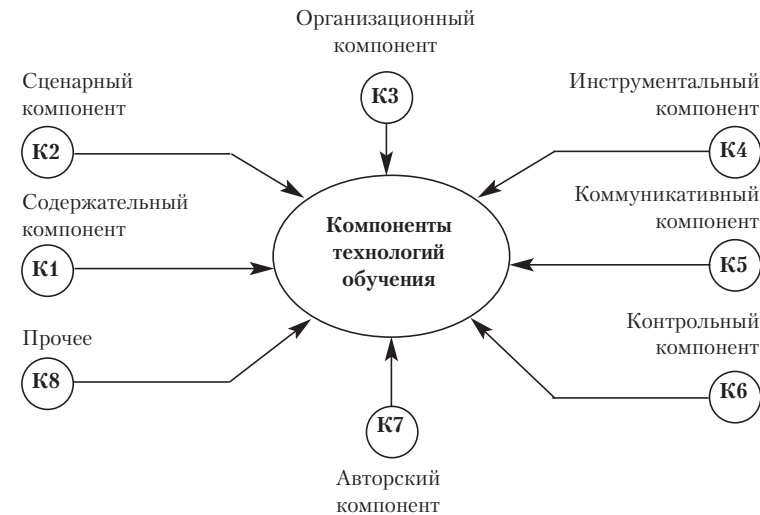 Организационный
компонент
К3
Сценарный
компонент
К2
Инструментальный
компонент
К4
Содержательный
компонент
К1
Компоненты
технологий
обучения
Коммуникативный
компонент
К5
Прочее
К8
Контрольный
компонент
К6
К7
Авторский
компонент